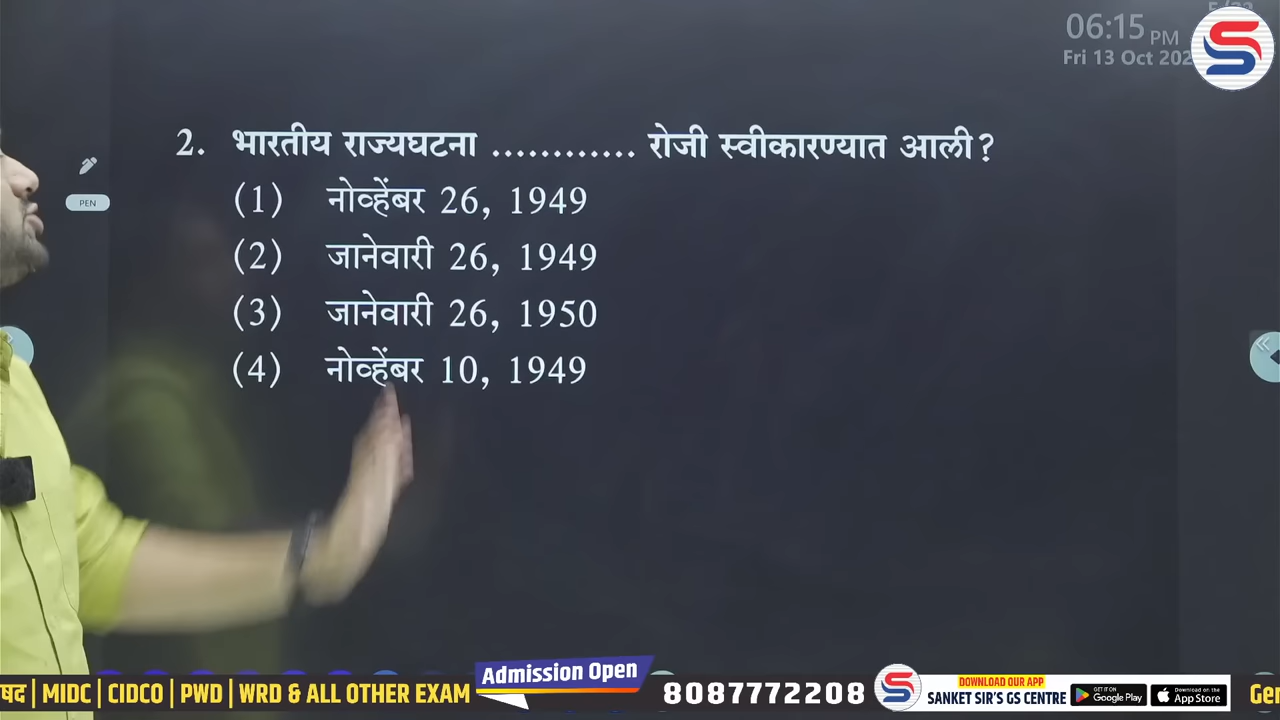 06:15 PM
Fri 13 Oct 202
S
PEN
2. भारतीय राज्यघटना ............ रोजी स्वीकारण्यात आली?
(1) नोव्हेंबर 26, 1949
(2) जानेवारी 26, 1949
(3) जानेवारी 26, 1950
(4) नोव्हेंबर 10, 1949
षद | MIDC | CIDCO | PWD | WRD & ALL OTHER EXAM
Admission Open
8087772208
S
DOWNLOAD OUR APP
SANKET SIR'S GS CENTRE
GET IT ON
Google Play
Download on the
App Store
Ger